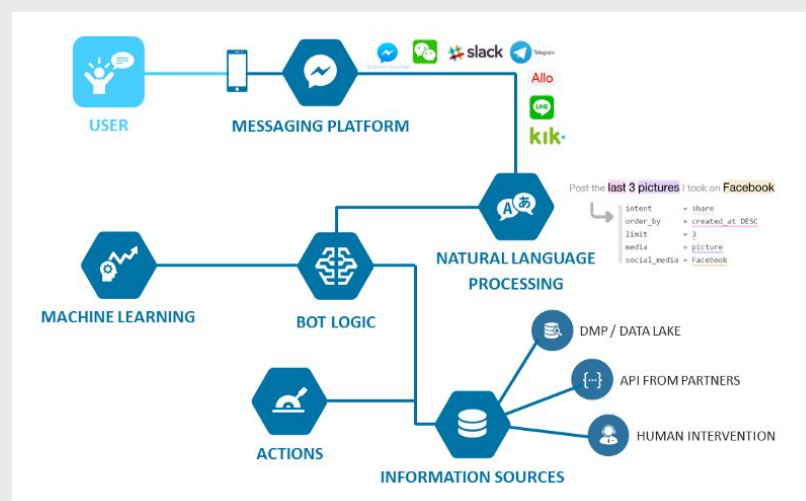 slack
Telegram
Allo
LINE
kik
USER
MESSAGING PLATFORM
Post the last 3 pictures I took on Facebook
intent = share
order_by = created_at DESC
limit = 3
media = picture
social_media = Facebook
A あ
NATURAL LANGUAGE
PROCESSING
MACHINE LEARNING
BOT LOGIC
DMP / DATA LAKE
{...}
API FROM PARTNERS
HUMAN INTERVENTION
ACTIONS
INFORMATION SOURCES